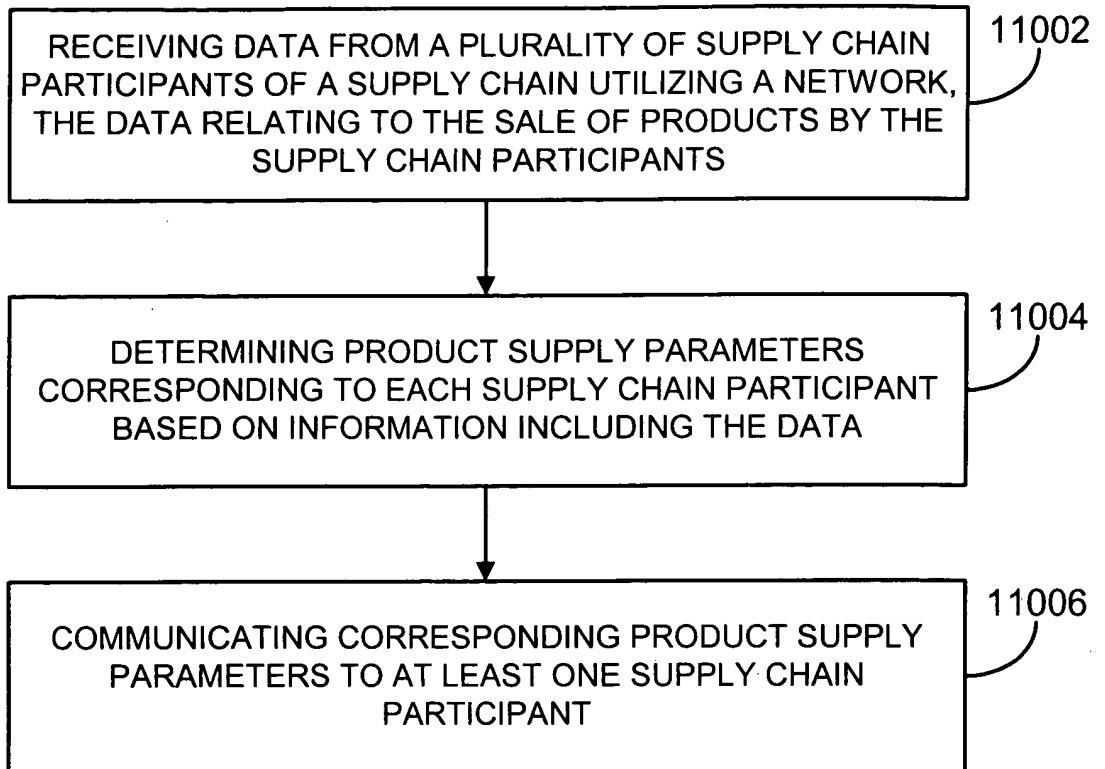 RECEIVING DATA FROM A PLURALITY OF SUPPLY CHAIN
PARTICIPANTS OF A SUPPLY CHAIN UTILIZING A NETWORK,
THE DATA RELATING TO THE SALE OF PRODUCTS BY THE
SUPPLY CHAIN PARTICIPANTS
11002
DETERMINING PRODUCT SUPPLY PARAMETERS
CORRESPONDING TO EACH SUPPLY CHAIN PARTICIPANT
BASED ON INFORMATION INCLUDING THE DATA
11004
COMMUNICATING CORRESPONDING PRODUCT SUPPLY
PARAMETERS TO AT LEAST ONE SUPPLY CHAIN
PARTICIPANT
11006